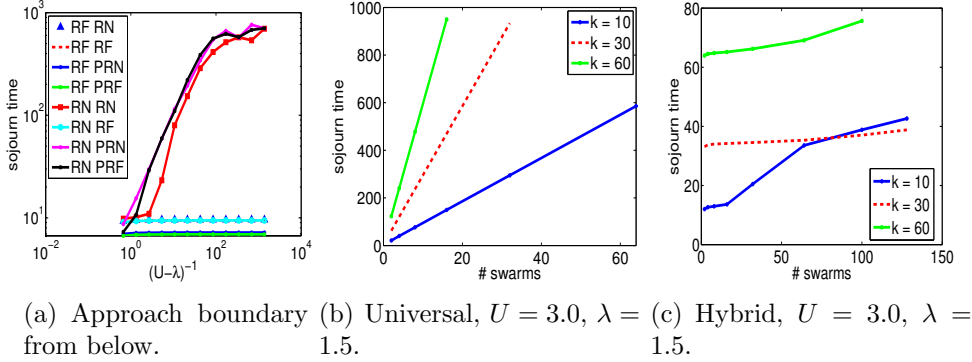 10^3
10^2
10^1
sojourn time
RF RN
RF RF
RF PRN
RF PRF
RN RN
RN RF
RN PRN
RN PRF
10^-2
10^0
10^2
10^4
(U-λ)^-1
1000
800
600
400
200
0
sojourn time
k = 10
k = 30
k = 60
0
20
40
60
# swarms
80
60
40
20
0
sojourn time
k = 10
k = 30
k = 60
0
50
100
150
# swarms
(a) Approach boundary
from below.
(b) Universal, U = 3.0, λ =
1.5.
(c) Hybrid, U = 3.0, λ =
1.5.